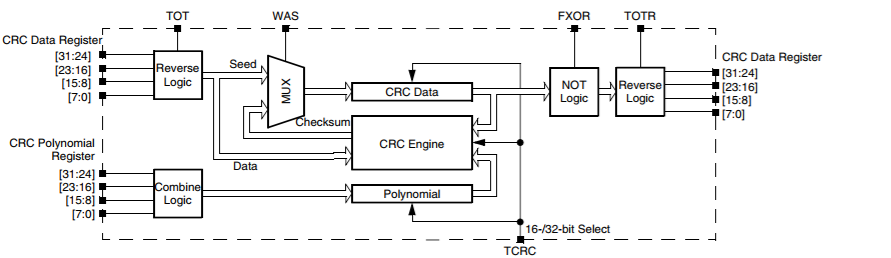 TOT
WAS
FXOR
TOTR
CRC Data Register
[31:24]
[23:16]
[15:8]
[7:0]
Reverse
Logic
Seed
MUX
CRC Data
NOT
Logic
Reverse
Logic
CRC Data Register
[31:24]
[23:16]
[15:8]
[7:0]
Checksum
CRC Engine
Data
CRC Polynomial
Register
[31:24]
[23:16]
[15:8]
[7:0]
Combine
Logic
Polynomial
16-/32-bit Select
TCRC